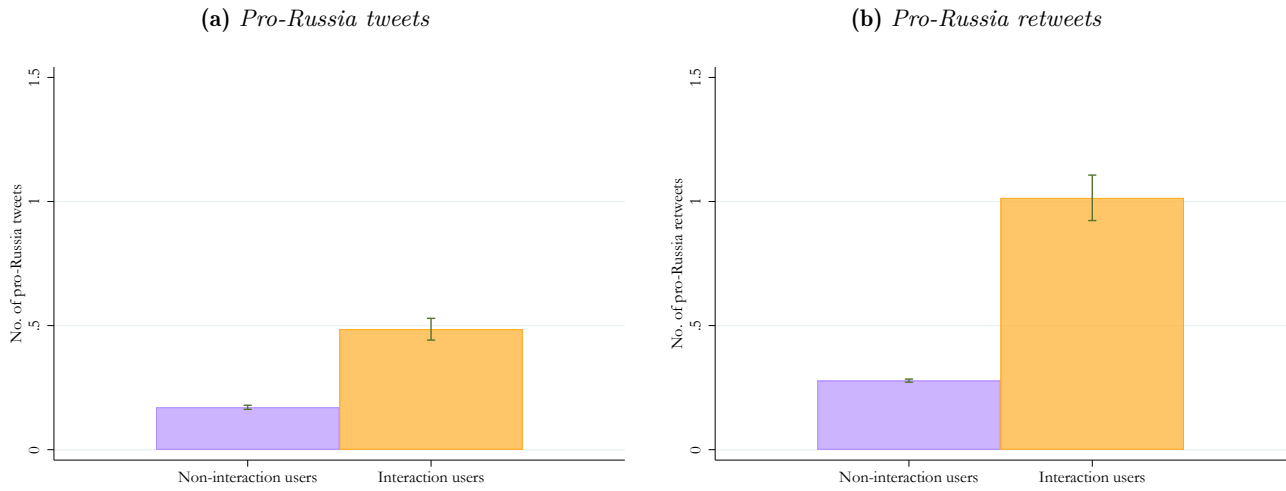 (a) Pro-Russia tweets
No. of pro-Russia tweets
1.5
1
.5
0
Non-interaction users Interaction users
(b) Pro-Russia retweets
No. of pro-Russia retweets
1.5
1
.5
0
Non-interaction users Interaction users